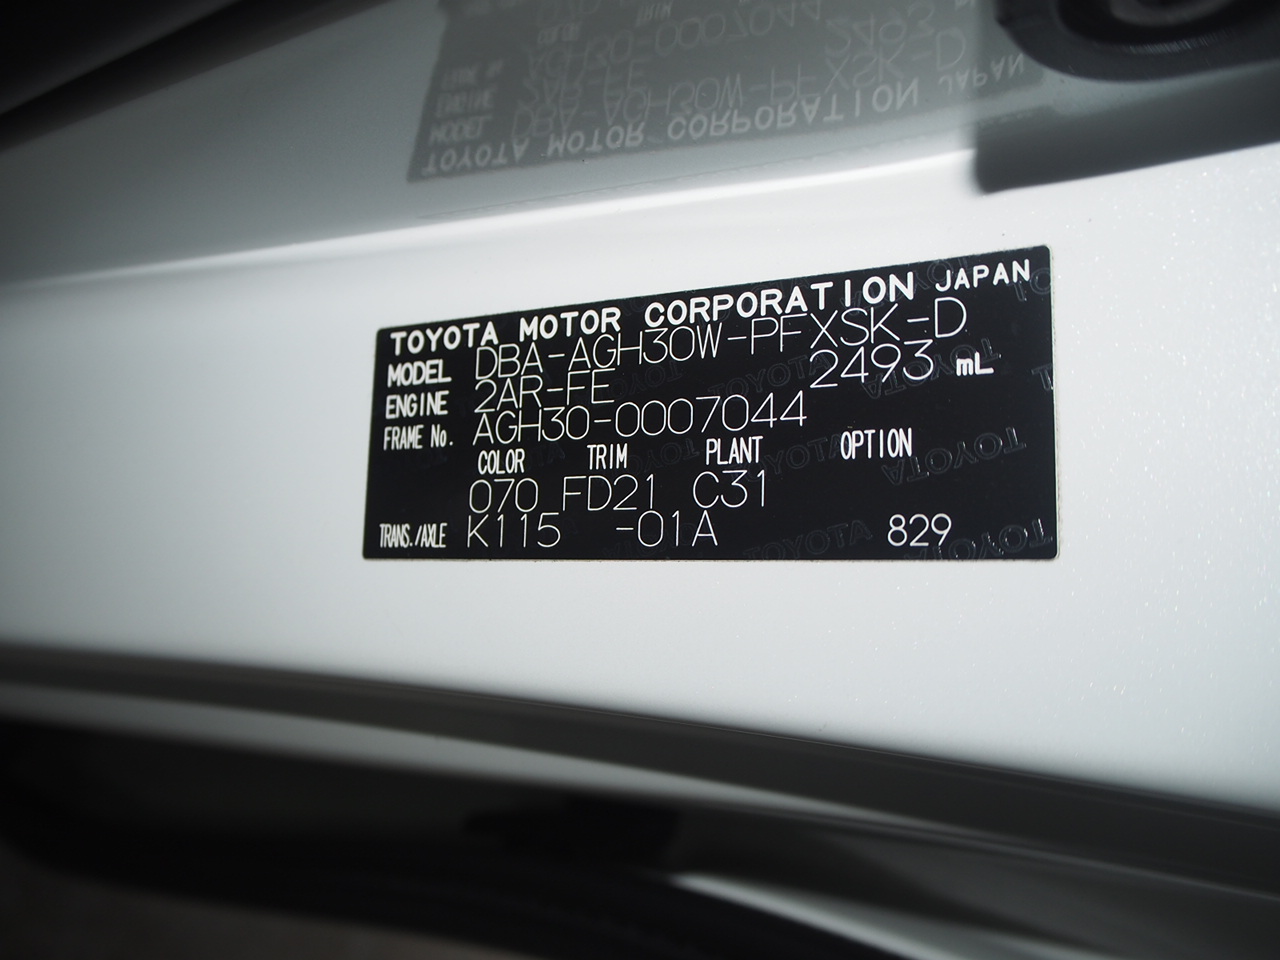 TOYOTA MOTOR CORPORATION JAPAN
MODEL DBA-AGH30W-PFXSK-D
ENGINE 2AR-FE 2493 mL
FRAME No. AGH30-0007044
COLOR TRIM PLANT OPTION
070 FD21 C31
TRANS./AXLE K115 -01A 829